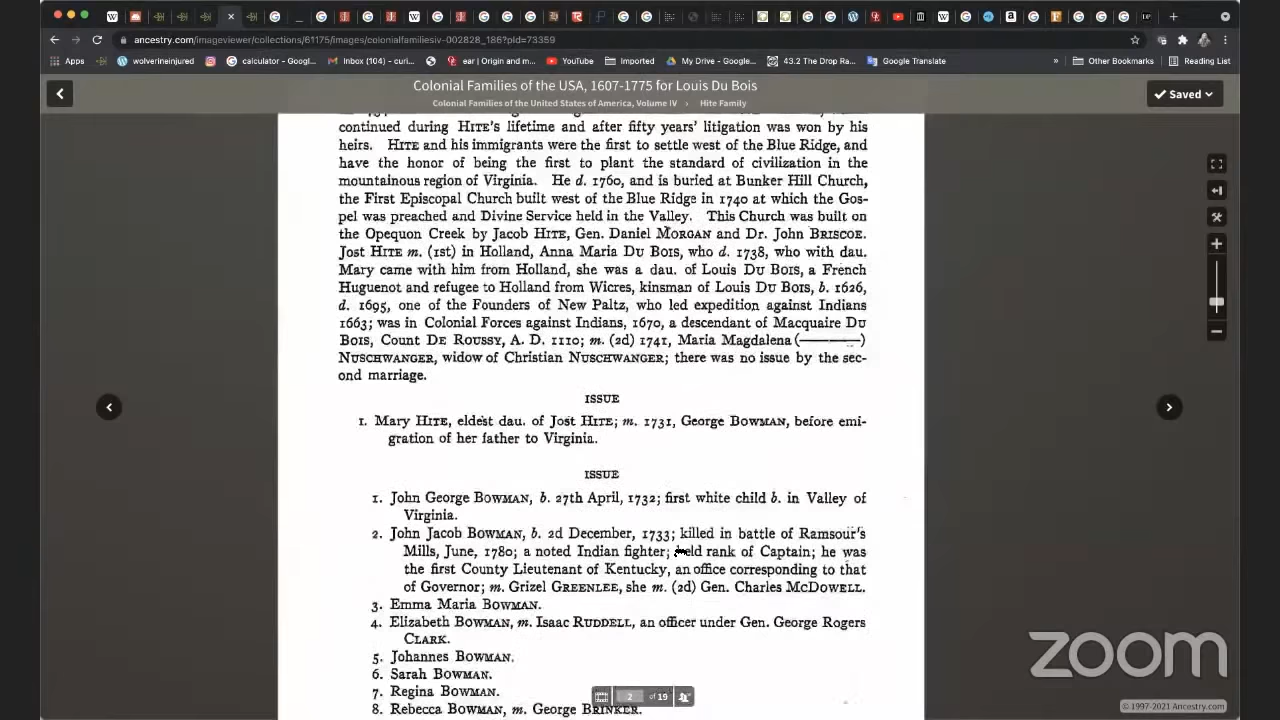 ancestry.com/imageviewer/collections/61175/images/colonialfamiliesiv-002828_186?pId=73359
Apps
wolverineinjured
calculator - Googl...
Inbox (104) - curi...
ear | Origin and m...
YouTube
Imported
My Drive - Google...
43.2 The Drop Ra...
Google Translate
»
Other Bookmarks
Reading List
Colonial Families of the USA, 1607-1775 for Louis Du Bois
Colonial Families of the United States of America, Volume IV › Hite Family
Saved
continued during HITE's lifetime and after fifty years' litigation was won by his
heirs. HITE and his immigrants were the first to settle west of the Blue Ridge, and
have the honor of being the first to plant the standard of civilization in the
mountainous region of Virginia. He d. 1760, and is buried at Bunker Hill Church,
the First Episcopal Church built west of the Blue Ridge in 1740 at which the Gos-
pel was preached and Divine Service held in the Valley. This Church was built on
the Opequon Creek by Jacob HITE, Gen. Daniel MORGAN and Dr. John BRISCOE.
Jost HITE m. (1st) in Holland, Anna Maria DU BOIS, who d. 1738, who with dau.
Mary came with him from Holland, she was a dau. of Louis DU BOIS, a French
Huguenot and refugee to Holland from Wicres, kinsman of Louis DU BOIS, b. 1626,
d. 1695, one of the Founders of New Paltz, who led expedition against Indians
1663; was in Colonial Forces against Indians, 1670, a descendant of Macquaire DU
BOIS, Count DE ROUSSY, A. D. 1110; m. (2d) 1741, Maria Magdalena (———)
NUSCHWANGER, widow of Christian NUSCHWANGER; there was no issue by the sec-
ond marriage.
ISSUE
1. Mary HITE, eldest dau. of Jost HITE; m. 1731, George BOWMAN, before emi-
gration of her father to Virginia.
ISSUE
1. John George BOWMAN, b. 27th April, 1732; first white child b. in Valley of
Virginia.
2. John Jacob BOWMAN, b. 2d December, 1733; killed in battle of Ramsour's
Mills, June, 1780; a noted Indian fighter; held rank of Captain; he was
the first County Lieutenant of Kentucky, an office corresponding to that
of Governor; m. Grizel GREENLEE, she m. (2d) Gen. Charles McDOWELL.
3. Emma Maria BOWMAN.
4. Elizabeth BOWMAN, m. Isaac RUDDELL, an officer under Gen. George Rogers
CLARK.
5. Johannes BOWMAN.
6. Sarah BOWMAN.
7. Regina BOWMAN.
8. Rebecca BOWMAN, m. George BRINKER.
2 of 19
zoom
© 1997-2021 Ancestry.com